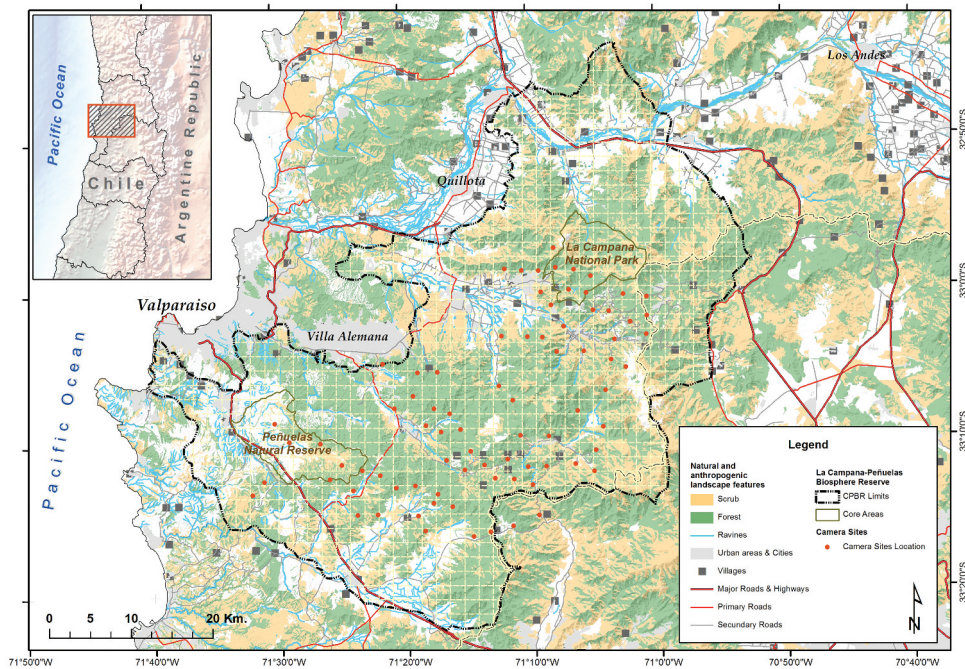 Pacific Ocean
Chile
Argentine Republic
Los Andes
Quillota
La Campana
National Park
Valparaiso
Villa Alemana
Pacific Ocean
Peñuelas
Natural Reserve
32°50'0"S
33°00'0"S
33°10'0"S
33°20'0"S
Legend
Natural and
anthropogenic
landscape features
Scrub
Forest
Ravines
Urban areas & Cities
Villages
Major Roads & Highways
Primary Roads
Secundary Roads
La Campana-Peñuelas
Biosphere Reserve
CPBR Limits
Core Areas
Camera Sites
Camera Sites Location
N
0 5 10 20 Km.
71°50'0"W 71°40'0"W 71°30'0"W 71°20'0"W 71°10'0"W 71°0'0"W 70°50'0"W 70°40'0"W